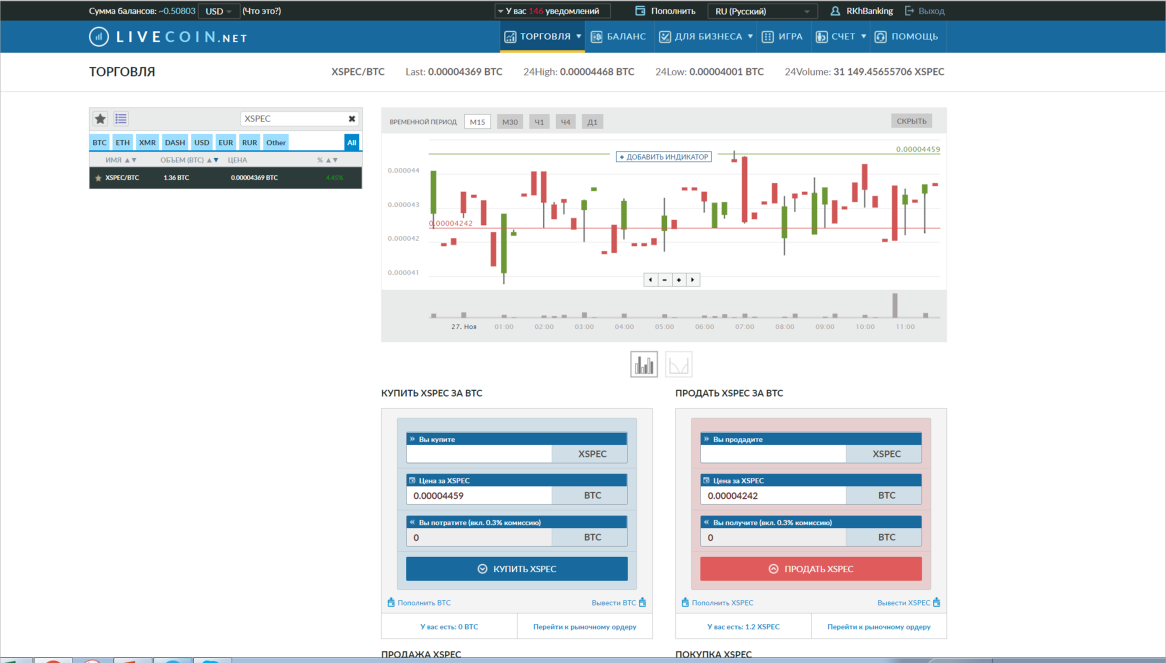 Сумма балансов: ~0.50803 USD (Что это?) У вас 146 уведомлений Пополнить RU (Русский) RKhBanking Выход
LIVECOIN.NET ТОРГОВЛЯ БАЛАНС ДЛЯ БИЗНЕСА ИГРА СЧЕТ ПОМОЩЬ
ТОРГОВЛЯ XSPEC/BTC Last: 0.00004369 BTC 24High: 0.00004468 BTC 24Low: 0.00004001 BTC 24Volume: 31 149.45655706 XSPEC
XSPEC
BTC ETH XMR DASH USD EUR RUR Other All
ИМЯ ОБЪЕМ (BTC) ЦЕНА %
XSPEC/BTC 1.36 BTC 0.00004369 BTC 4.45%
ВРЕМЕННОЙ ПЕРИОД М15 М30 Ч1 Ч4 Д1 СКРЫТЬ
0.00004459
ДОБАВИТЬ ИНДИКАТОР
0.000044
0.000043
0.00004242
0.000042
0.000041
27. Ноя 01:00 02:00 03:00 04:00 05:00 06:00 07:00 08:00 09:00 10:00 11:00
КУПИТЬ XSPEC ЗА BTC
Вы купите
XSPEC
Цена за XSPEC
0.00004459 BTC
Вы потратите (вкл. 0.3% комиссию)
0 BTC
КУПИТЬ XSPEC
Пополнить BTC Вывести BTC
У вас есть: 0 BTC Перейти к рыночному ордеру
ПРОДАЖА XSPEC
ПРОДАТЬ XSPEC ЗА BTC
Вы продадите
XSPEC
Цена за XSPEC
0.00004242 BTC
Вы получите (вкл. 0.3% комиссию)
0 BTC
ПРОДАТЬ XSPEC
Пополнить XSPEC Вывести XSPEC
У вас есть: 1.2 XSPEC Перейти к рыночному ордеру
ПОКУПКА XSPEC